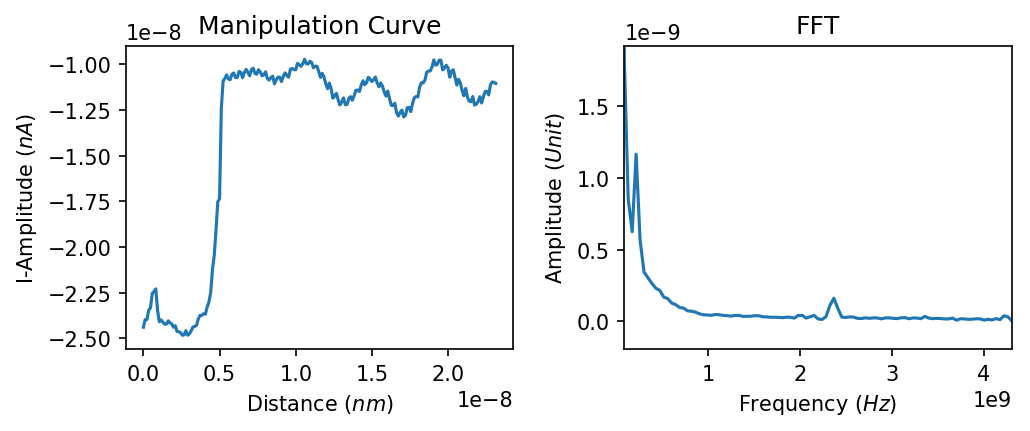 Manipulation Curve
1e−8
−1.00
−1.25
−1.50
−1.75
−2.00
−2.25
−2.50
I-Amplitude (nA)
0.0 0.5 1.0 1.5 2.0
1e−8
Distance (nm)
FFT
1e−9
1.5
1.0
0.5
0.0
Amplitude (Unit)
1 2 3 4
1e9
Frequency (Hz)